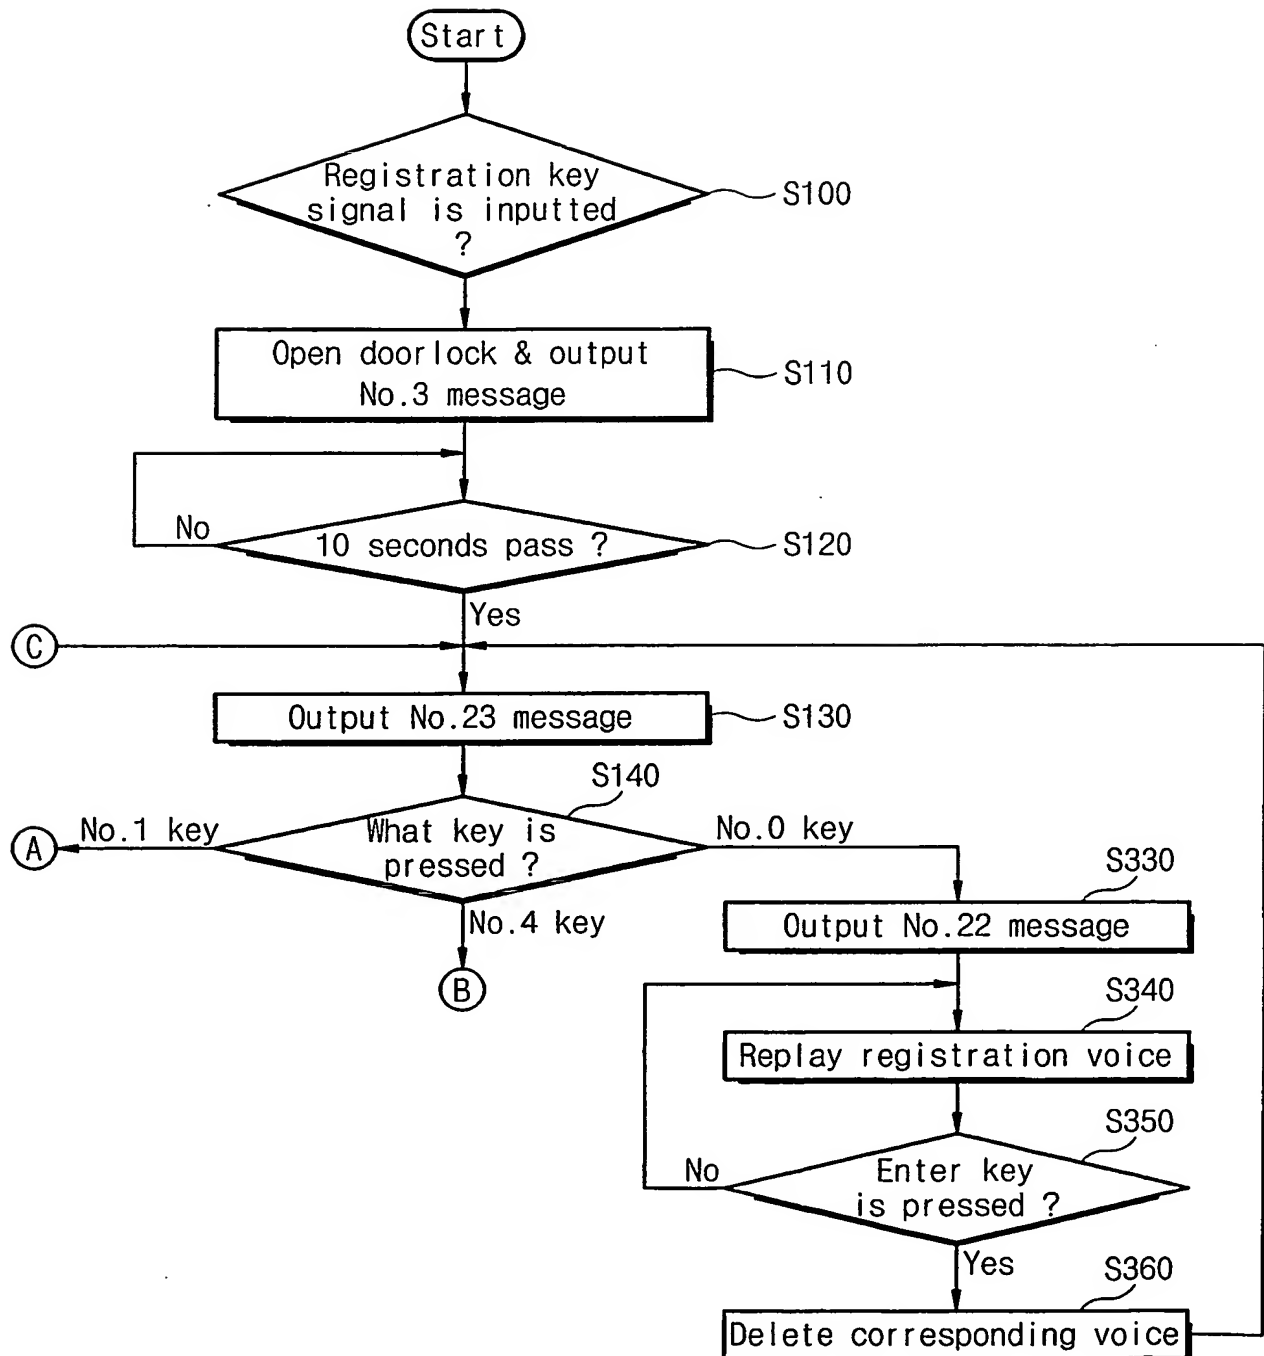 Start
Registration key
signal is inputted
?
S100
Open doorlock & output
No.3 message
S110
No
10 seconds pass ?
S120
Yes
C
Output No.23 message
S130
S140
A
No.1 key
What key is
pressed ?
No.0 key
No.4 key
B
S330
Output No.22 message
S340
Replay registration voice
S350
No
Enter key
is pressed ?
Yes
S360
Delete corresponding voice